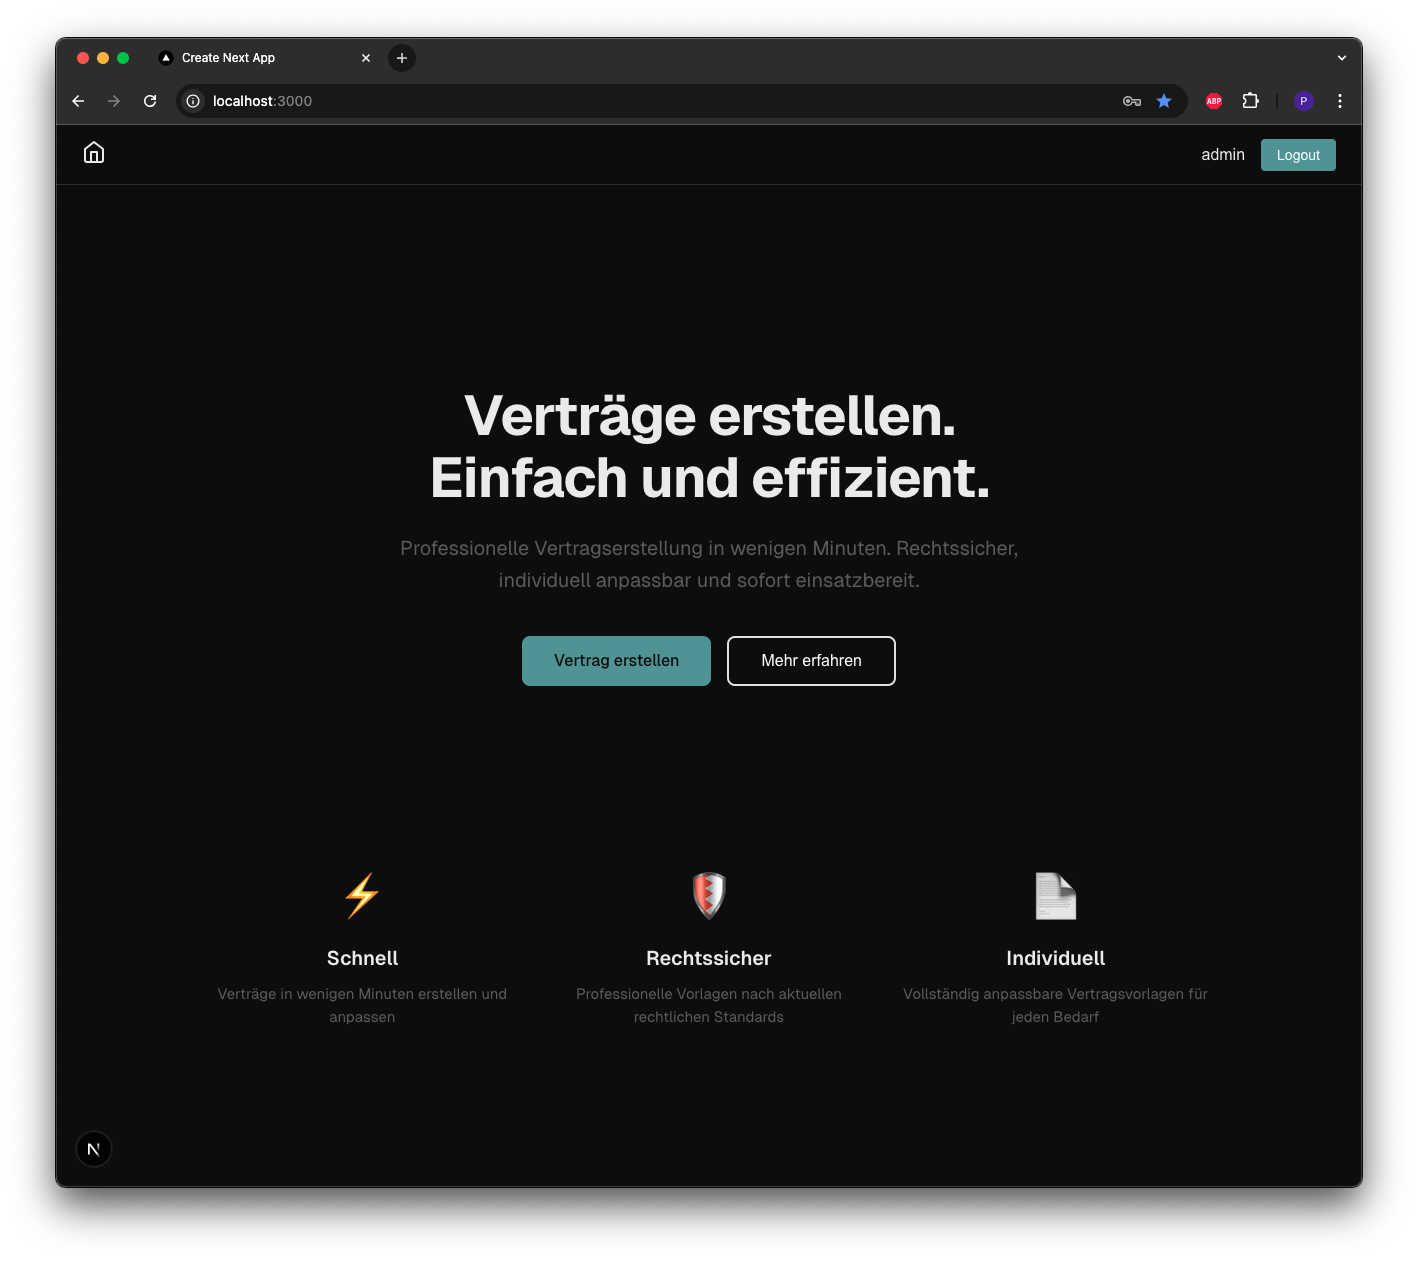 Create Next App
localhost:3000
ABP
P
admin
Logout
Verträge erstellen.
Einfach und effizient.
Professionelle Vertragserstellung in wenigen Minuten. Rechtssicher,
individuell anpassbar und sofort einsatzbereit.
Vertrag erstellen
Mehr erfahren
Schnell
Rechtssicher
Individuell
Verträge in wenigen Minuten erstellen und
anpassen
Professionelle Vorlagen nach aktuellen
rechtlichen Standards
Vollständig anpassbare Vertragsvorlagen für
jeden Bedarf
N